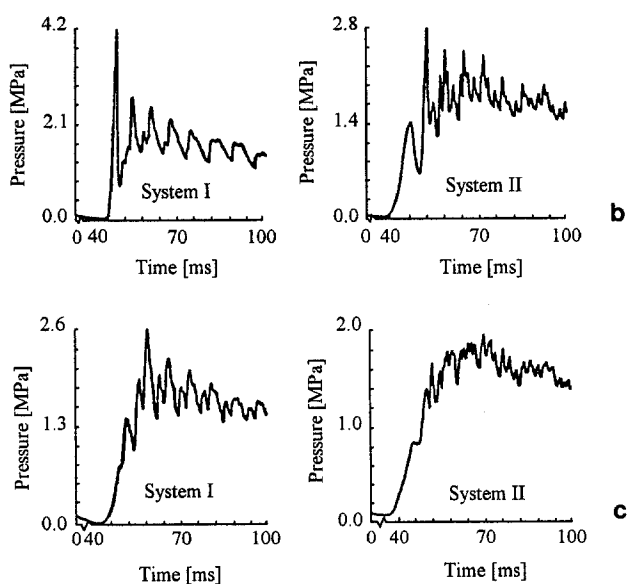 4.2
2.1
0.0
Pressure [MPa]
System I
0 40 70 100
Time [ms]
2.8
1.4
0.0
Pressure [MPa]
System II
0 40 70 100
Time [ms]
b
2.6
1.3
0.0
Pressure [MPa]
System I
0 40 70 100
Time [ms]
2.0
1.0
0.0
Pressure [MPa]
System II
0 40 70 100
Time [ms]
c